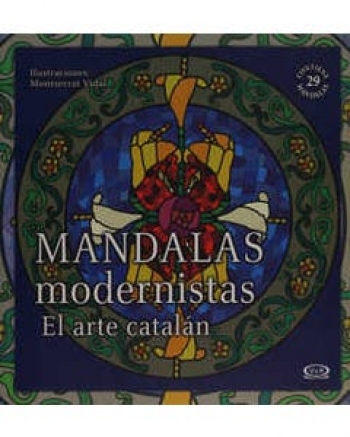 Ilustraciones
Montserrat Vidal
CONTIENE
29
MANDALAS
MANDALAS
modernistas
El arte catalán
V&R